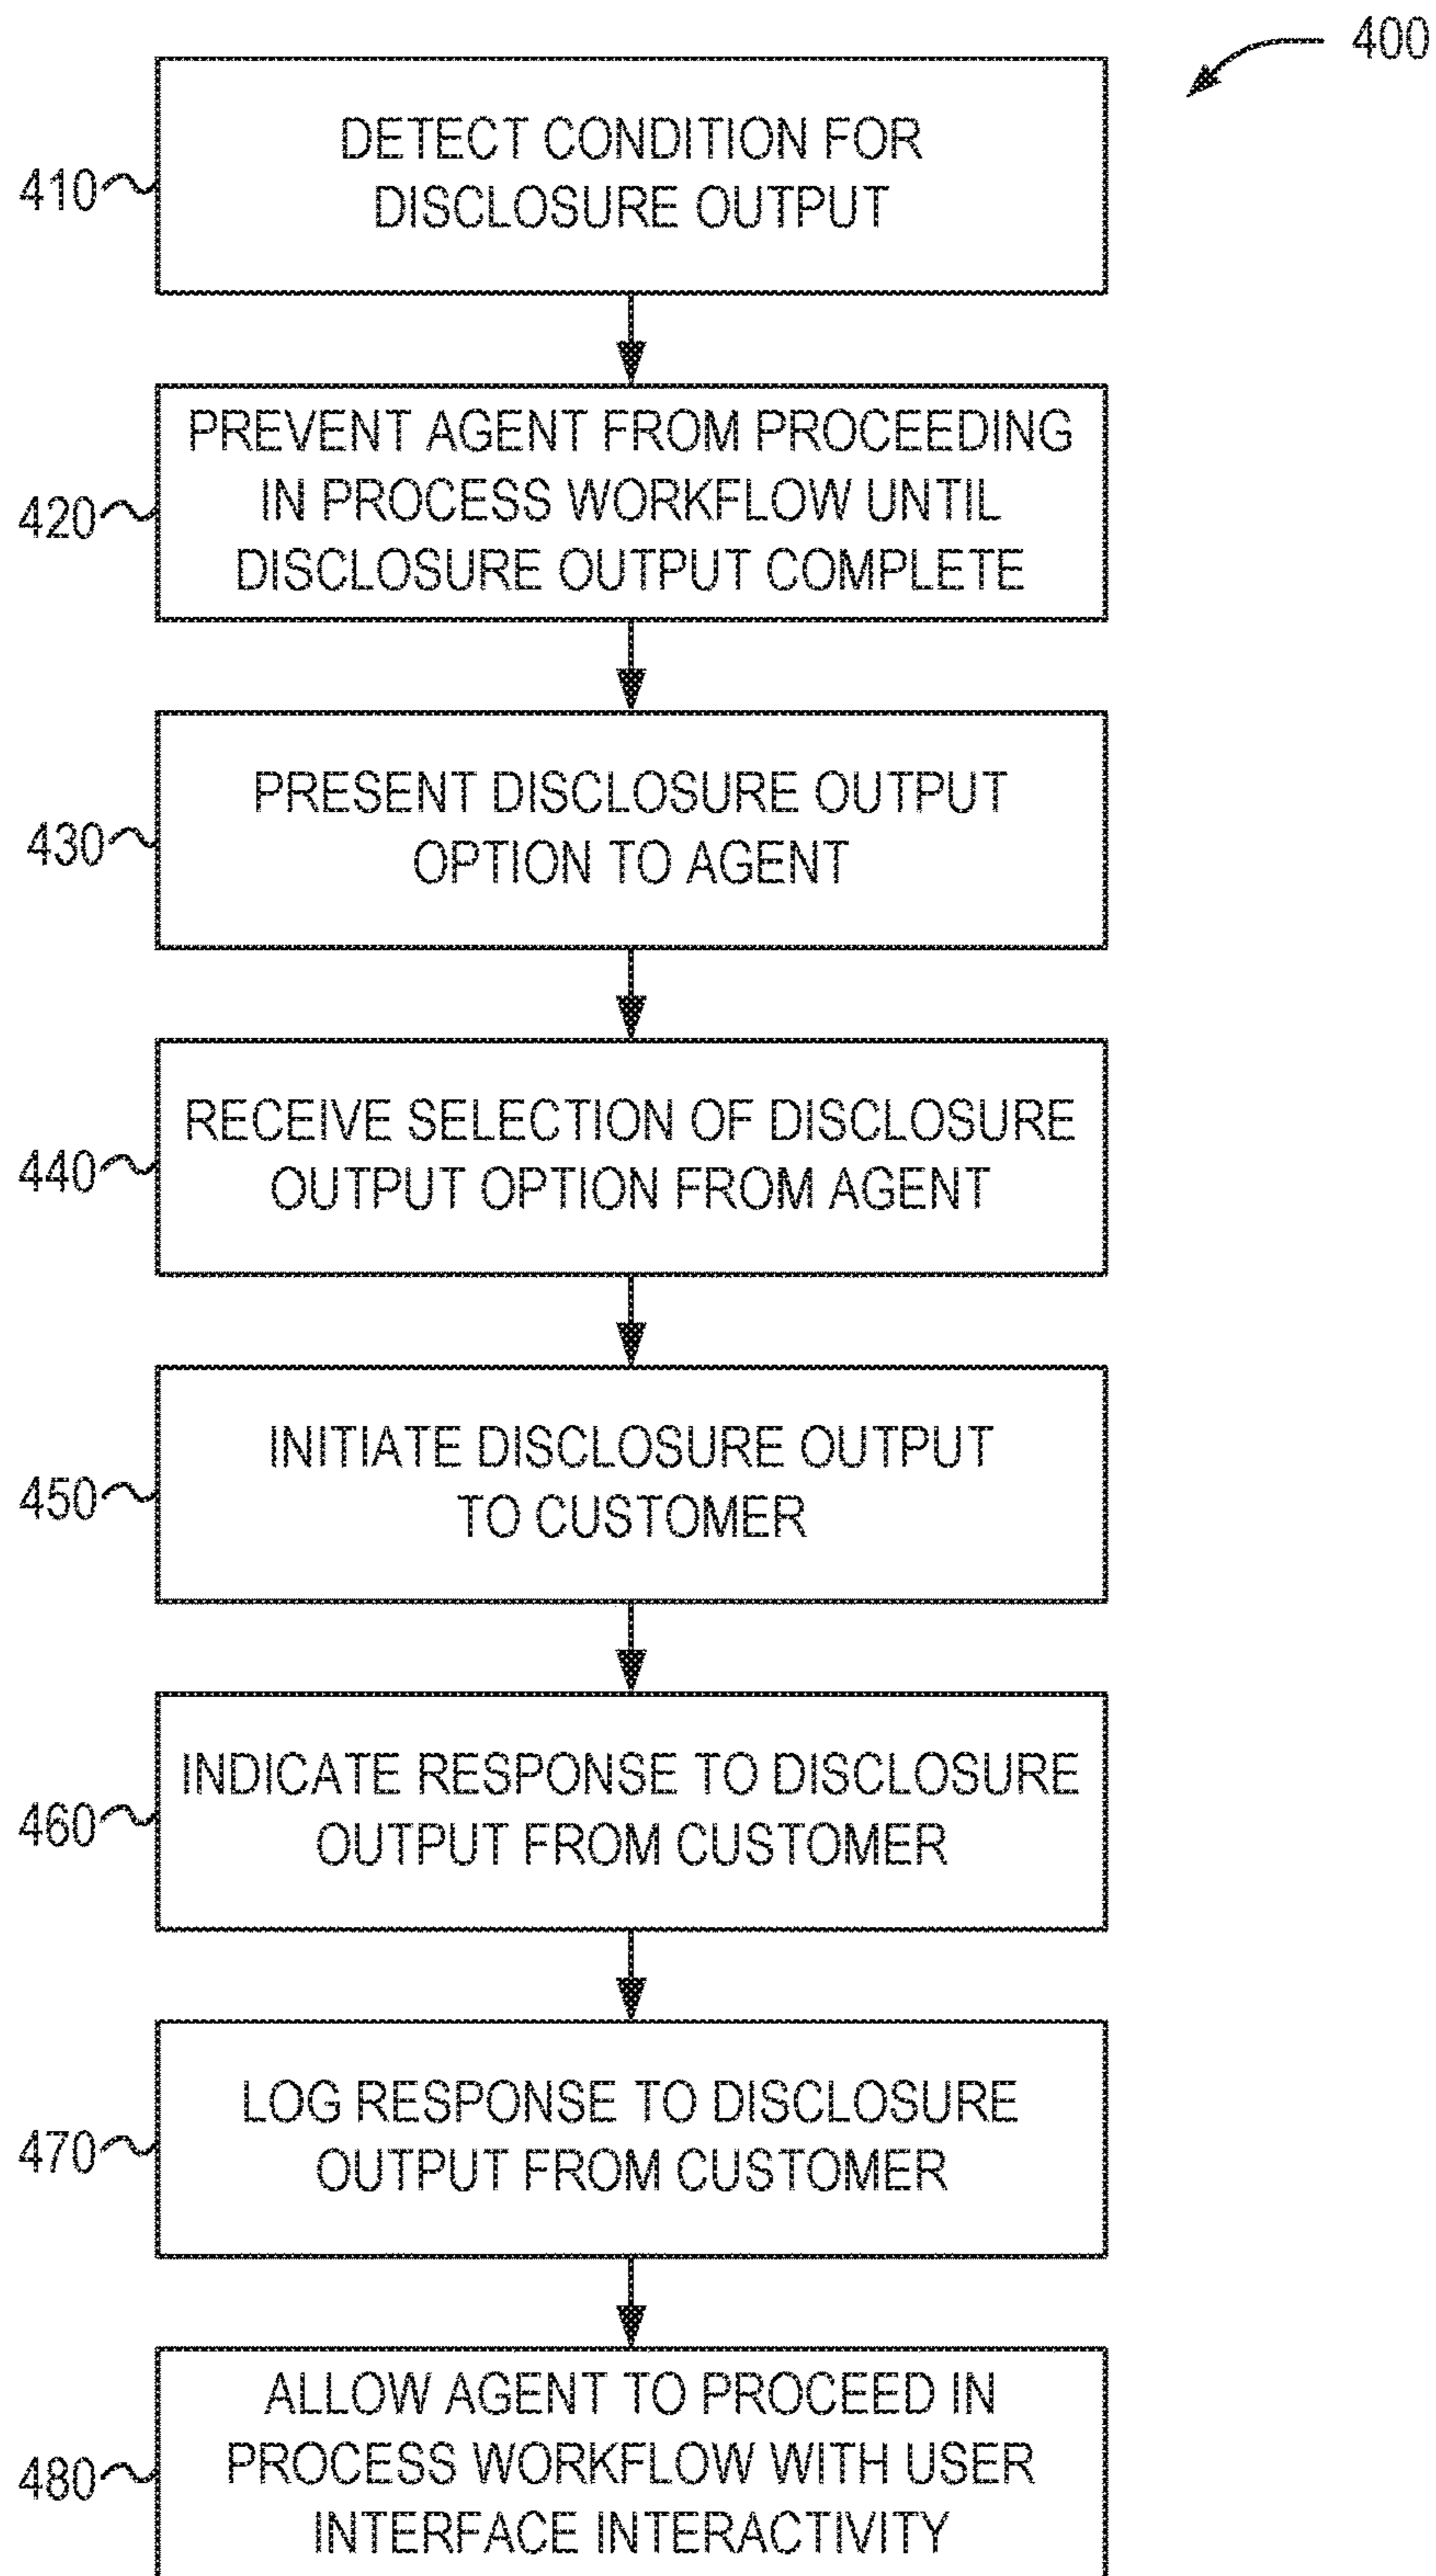 400
DETECT CONDITION FOR
DISCLOSURE OUTPUT
410
PREVENT AGENT FROM PROCEEDING
IN PROCESS WORKFLOW UNTIL
DISCLOSURE OUTPUT COMPLETE
420
PRESENT DISCLOSURE OUTPUT
OPTION TO AGENT
430
RECEIVE SELECTION OF DISCLOSURE
OUTPUT OPTION FROM AGENT
440
INITIATE DISCLOSURE OUTPUT
TO CUSTOMER
450
INDICATE RESPONSE TO DISCLOSURE
OUTPUT FROM CUSTOMER
460
LOG RESPONSE TO DISCLOSURE
OUTPUT FROM CUSTOMER
470
ALLOW AGENT TO PROCEED IN
PROCESS WORKFLOW WITH USER
INTERFACE INTERACTIVITY
480